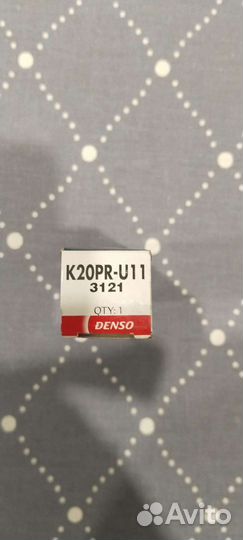 K20PR-U11
3121
QTY: 1
DENSO
Avito